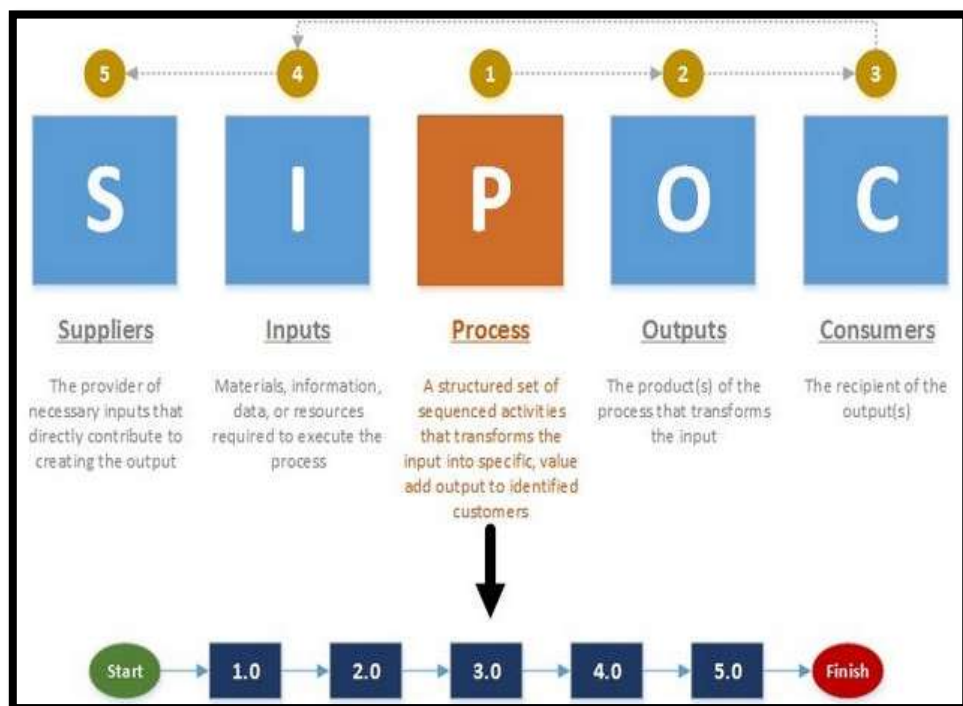 5
4
1
2
3
S
I
P
O
C
Suppliers
Inputs
Process
Outputs
Consumers
The provider of
necessary inputs that
directly contribute to
creating the output
Materials, information,
data, or resources
required to execute the
process
A structured set of
sequenced activities
that transforms the
input into specific, value
add output to identified
customers
The product(s) of the
process that transforms
the input
The recipient of the
output(s)
Start
1.0
2.0
3.0
4.0
5.0
Finish